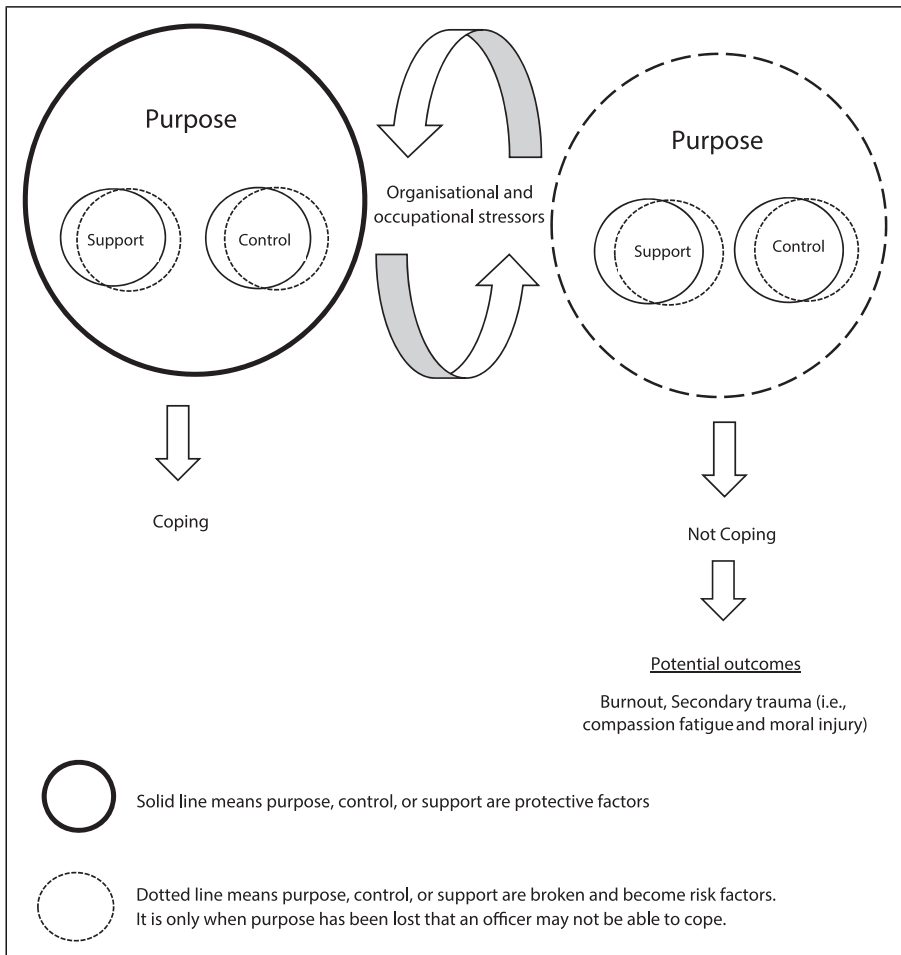 Purpose
Support
Control
Organisational and
occupational stressors
Purpose
Support
Control
Coping
Not Coping
Potential outcomes
Burnout, Secondary trauma (i.e.,
compassion fatigue and moral injury)
Solid line means purpose, control, or support are protective factors
Dotted line means purpose, control, or support are broken and become risk factors.
It is only when purpose has been lost that an officer may not be able to cope.